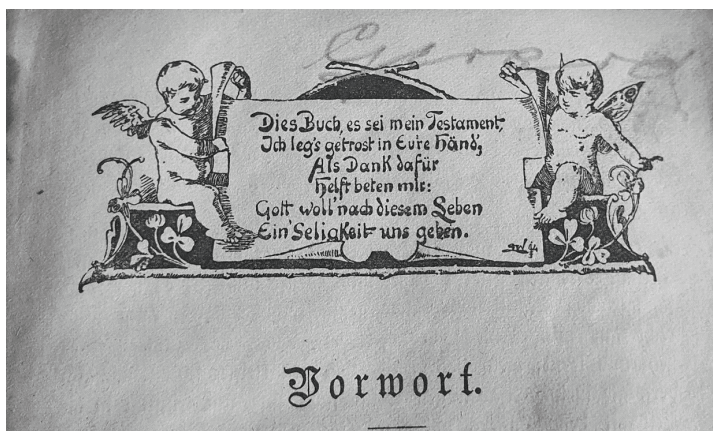 Dies Buch, es sei mein Testament,
Ich leg's getrost in Eure Händ,
Als Dank dafür
Helft beten mir:
Gott woll' nach diesem Leben
Ein' Seligkeit uns geben.
Vorwort.